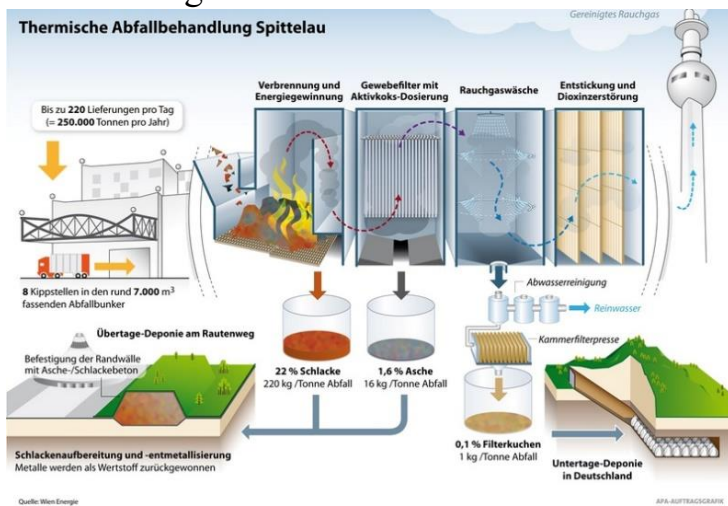 Gereinigtes Rauchgas
Thermische Abfallbehandlung Spittelau
Bis zu 220 Lieferungen pro Tag
(= 250.000 Tonnen pro Jahr)
Verbrennung und
Energiegewinnung
Gewebefilter mit
Aktivkoks-Dosierung
Rauchgaswäsche
Entstickung und
Dioxinzerstörung
8 Kippstellen in den rund 7.000 m³
fassenden Abfallbunker
Abwasserreinigung
Reinwasser
Kammerfilterpresse
Übertage-Deponie am Rautenweg
Befestigung der Randwälle
mit Asche-/Schlackebeton
22 % Schlacke
220 kg /Tonne Abfall
1,6 % Asche
16 kg /Tonne Abfall
0,1 % Filterkuchen
1 kg /Tonne Abfall
Schlackenaufbereitung und -entmetallisierung
Metalle werden als Wertstoff zurückgewonnen
Untertage-Deponie
in Deutschland
Quelle: Wien Energie
APA-AUFTRAGSGRAFIK